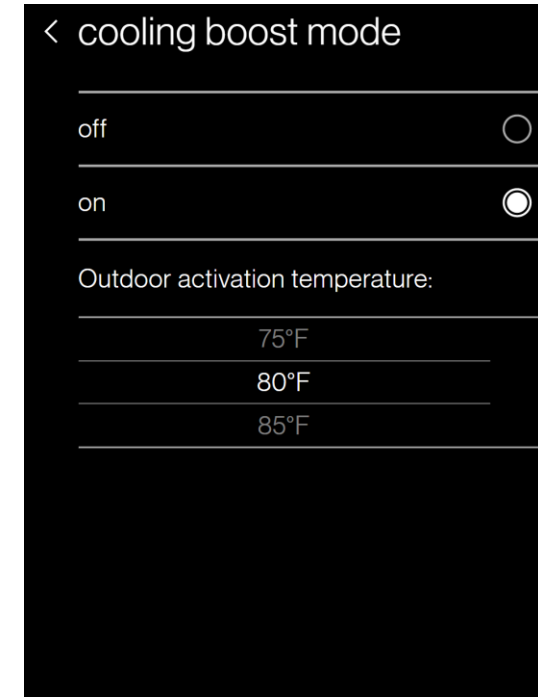 cooling boost mode
off
on
Outdoor activation temperature:
75°F
80°F
85°F